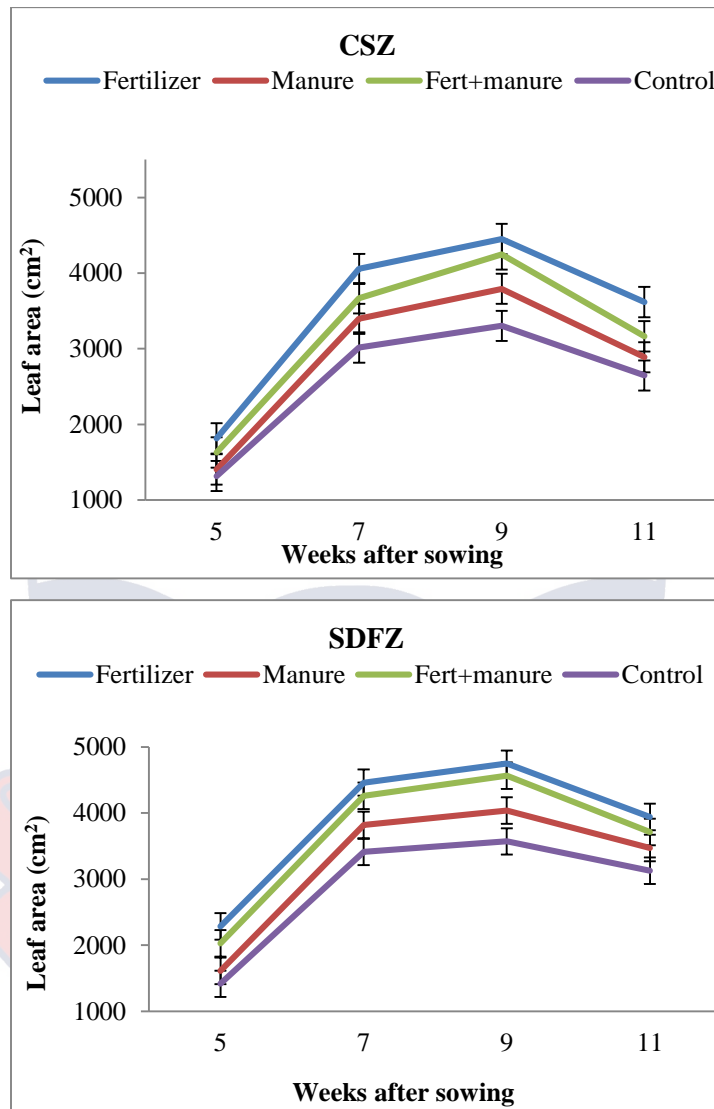 CSZ
Fertilizer Manure Fert+manure Control
5000
4000
3000
2000
1000
Leaf area (cm²)
5 7 9 11
Weeks after sowing
SDFZ
Fertilizer Manure Fert+manure Control
5000
4000
3000
2000
1000
Leaf area (cm²)
5 7 9 11
Weeks after sowing